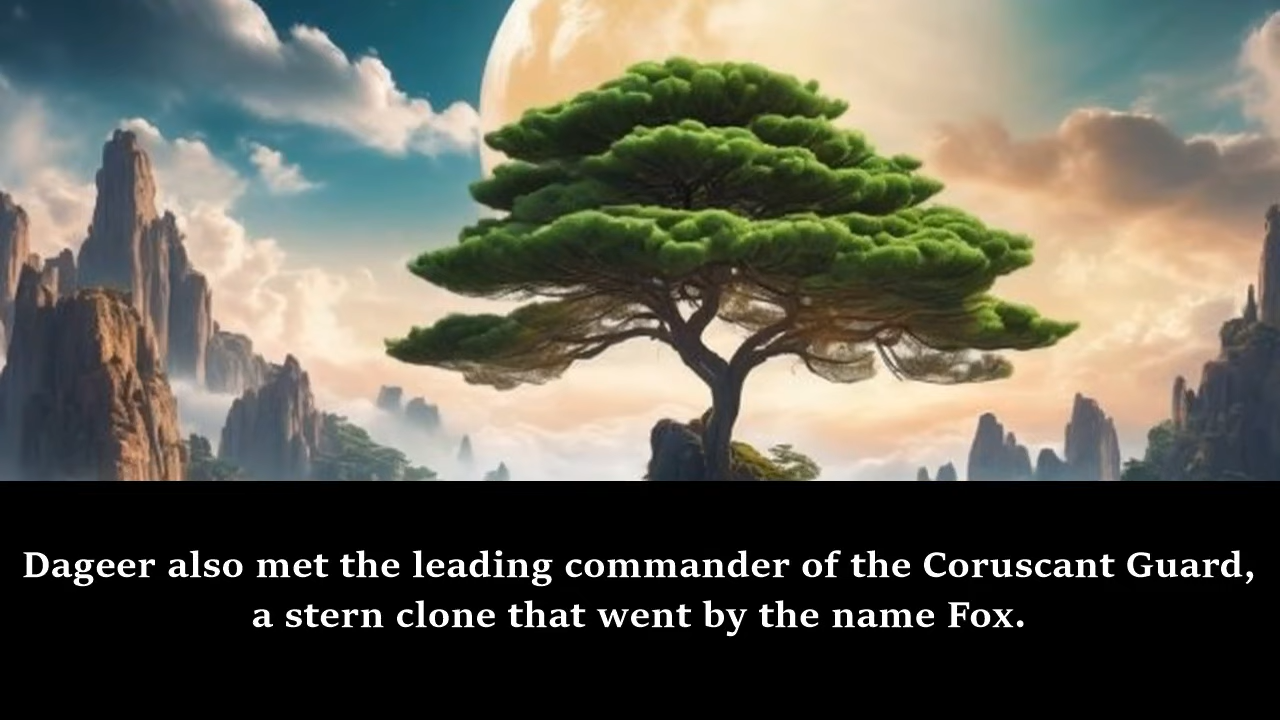 Dageer also met the leading commander of the Coruscant Guard,
a stern clone that went by the name Fox.